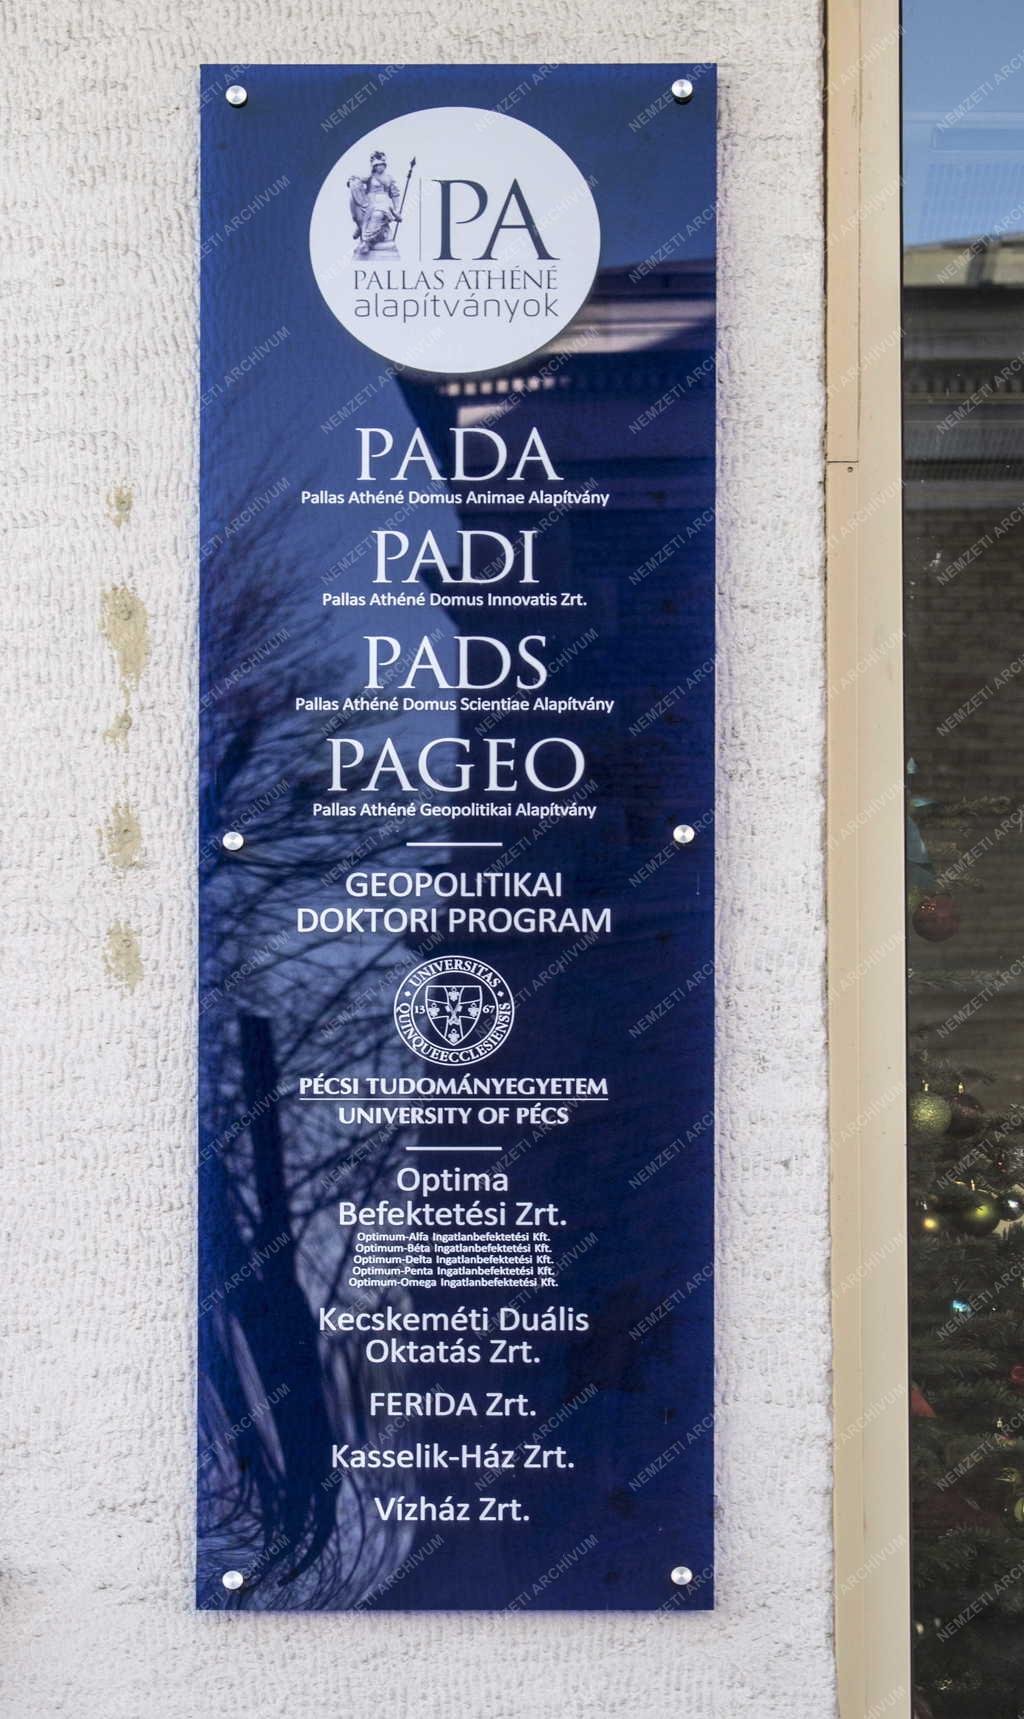 PA
PALLAS ATHÉNÉ
alapítványok
PADA
Pallas Athéné Domus Animae Alapítvány
PADI
Pallas Athéné Domus Innovatis Zrt.
PADS
Pallas Athéné Domus Scientiae Alapítvány
PAGEO
Pallas Athéné Geopolitikai Alapítvány
GEOPOLITIKAI
DOKTORI PROGRAM
UNIVERSITAS
13 67
QUINQUEECCLESIENSIS
PÉCSI TUDOMÁNYEGYETEM
UNIVERSITY OF PÉCS
Optima
Befektetési Zrt.
Optimum-Alfa Ingatlanbefektetési Kft.
Optimum-Béta Ingatlanbefektetési Kft.
Optimum-Delta Ingatlanbefektetési Kft.
Optimum-Penta Ingatlanbefektetési Kft.
Optimum-Omega Ingatlanbefektetési Kft.
Kecskeméti Duális
Oktatás Zrt.
FERIDA Zrt.
Kasselik-Ház Zrt.
Vízház Zrt.
NEMZETI ARCHÍVUM